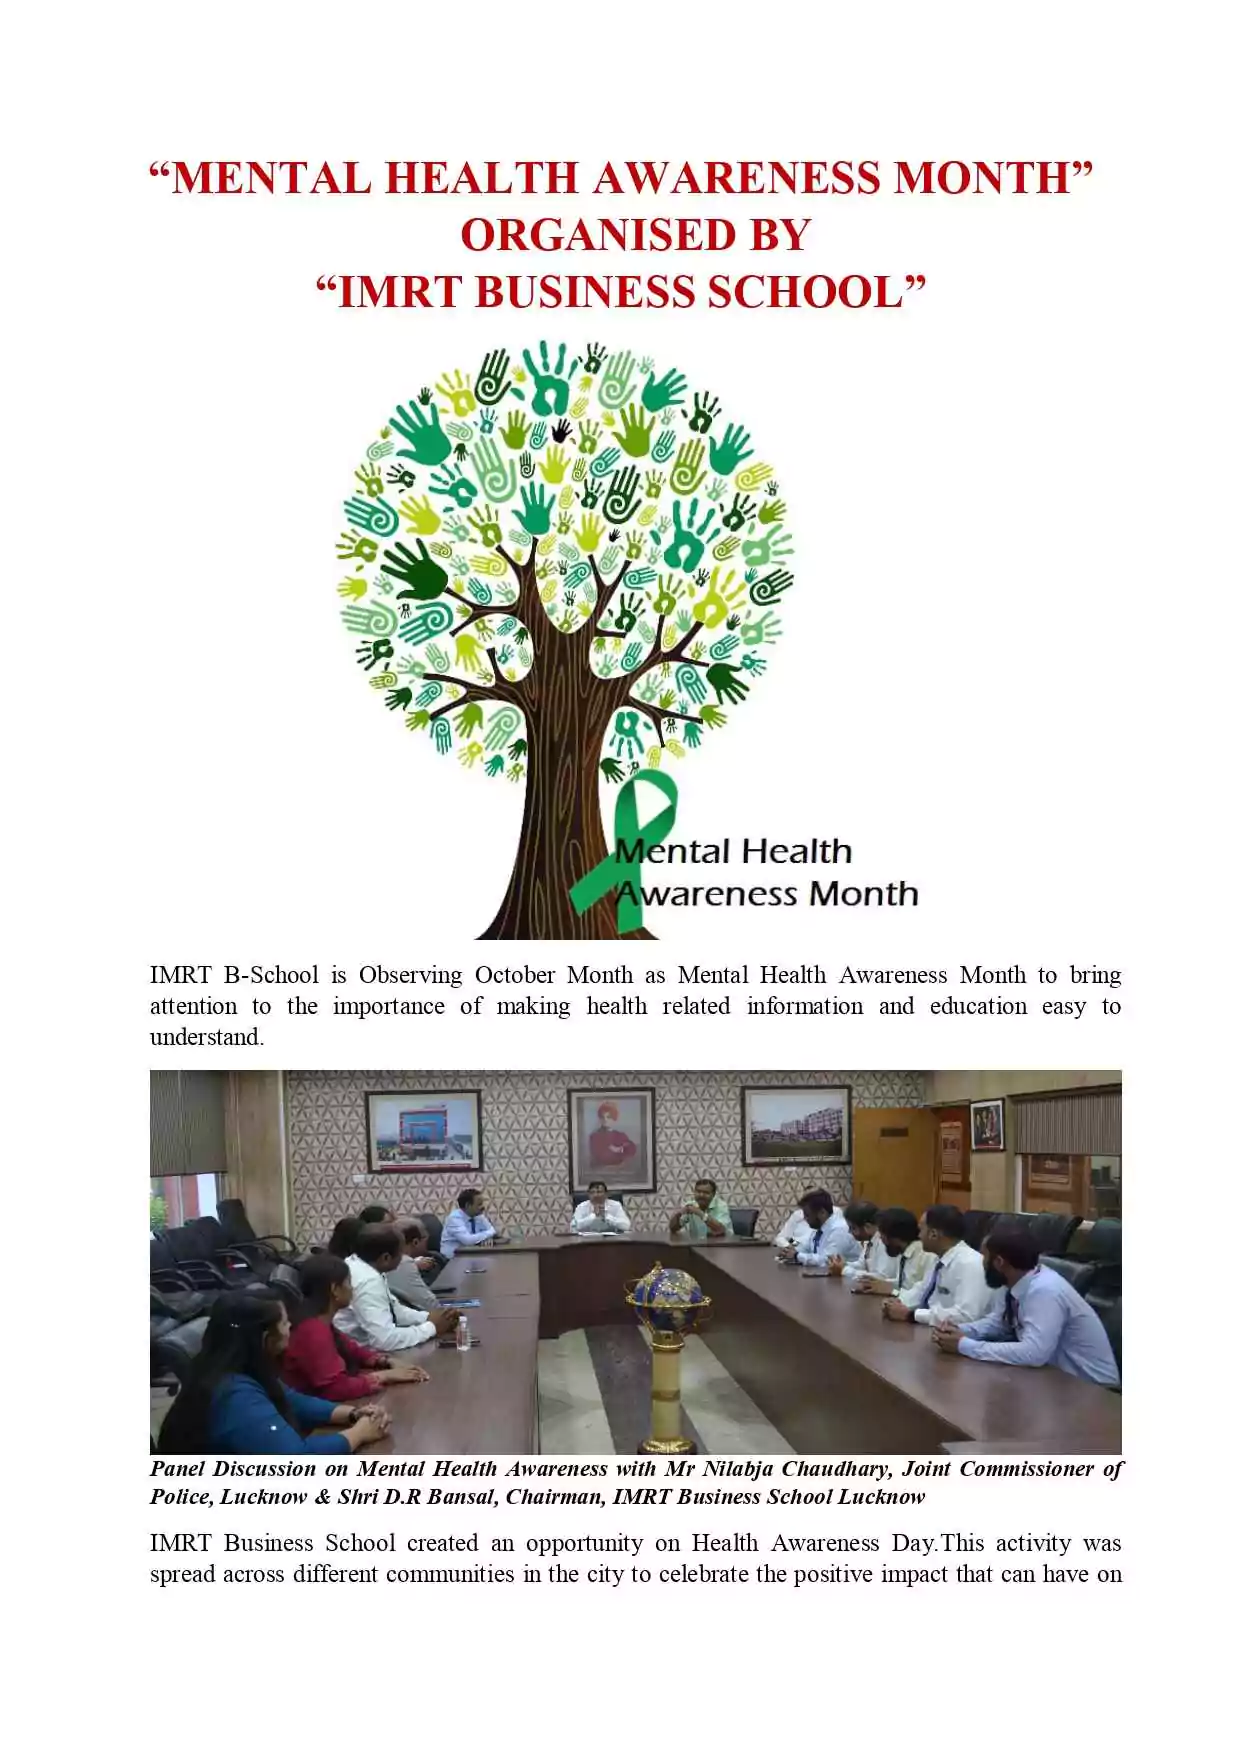 “MENTAL HEALTH AWARENESS MONTH”
ORGANISED BY
“IMRT BUSINESS SCHOOL”
Mental Health
Awareness Month
IMRT B-School is Observing October Month as Mental Health Awareness Month to bring
attention to the importance of making health related information and education easy to
understand.
Panel Discussion on Mental Health Awareness with Mr Nilabja Chaudhary, Joint Commissioner of
Police, Lucknow & Shri D.R Bansal, Chairman, IMRT Business School Lucknow
IMRT Business School created an opportunity on Health Awareness Day.This activity was
spread across different communities in the city to celebrate the positive impact that can have on